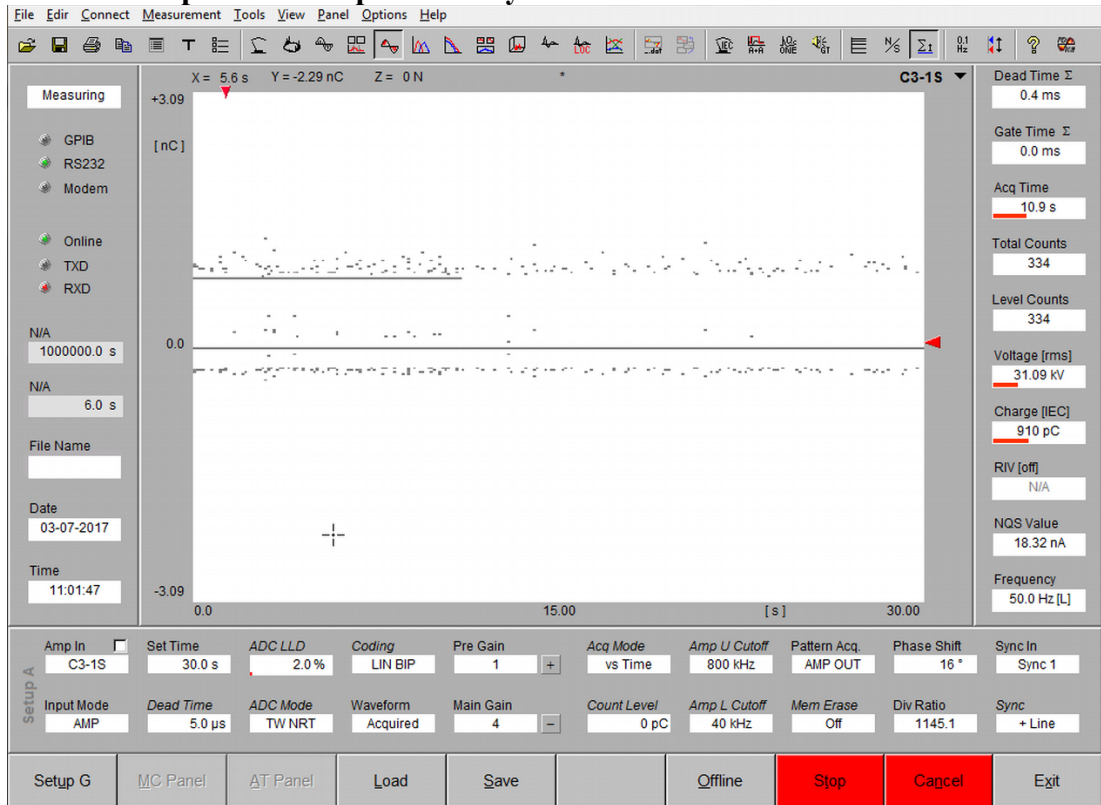 File Edir Connect Measurement Tools View Panel Options Help
T LOC .dat IEC A+R ONE GT % Σ1 0.1 Hz ?
X = 5.6 s Y = -2.29 nC Z = 0 N * C3-1S
Measuring
GPIB
RS232
Modem
Online
TXD
RXD
N/A
1000000.0 s
N/A
6.0 s
File Name
Date
03-07-2017
Time
11:01:47
+3.09
[ nC ]
0.0
-3.09
0.0 15.00 [ s ] 30.00
Dead Time Σ
0.4 ms
Gate Time Σ
0.0 ms
Acq Time
10.9 s
Total Counts
334
Level Counts
334
Voltage [rms]
31.09 kV
Charge [IEC]
910 pC
RIV [off]
N/A
NQS Value
18.32 nA
Frequency
50.0 Hz [L]
Setup A
Amp In Set Time ADC LLD Coding Pre Gain Acq Mode Amp U Cutoff Pattern Acq. Phase Shift Sync In
C3-1S 30.0 s 2.0 % LIN BIP 1 + vs Time 800 kHz AMP OUT 16 ° Sync 1
Input Mode Dead Time ADC Mode Waveform Main Gain Count Level Amp L Cutoff Mem Erase Div Ratio Sync
AMP 5.0 µs TW NRT Acquired 4 - 0 pC 40 kHz Off 1145.1 + Line
Setup G MC Panel AT Panel Load Save Offline Stop Cancel Exit